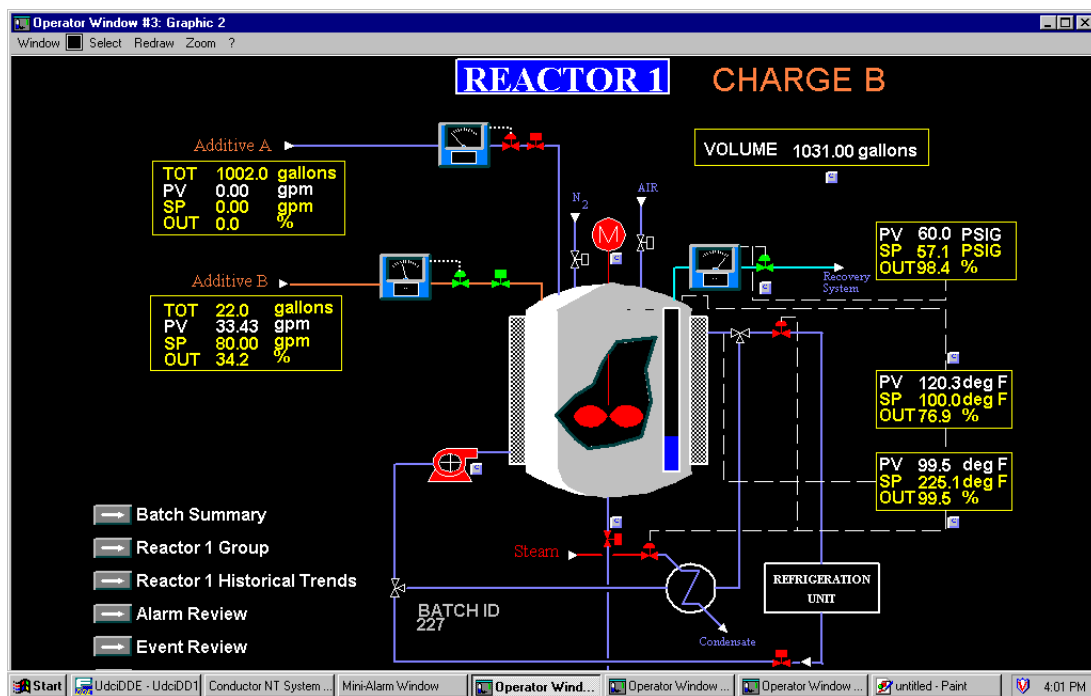 Operator Window #3: Graphic 2
Window Select Redraw Zoom ?
REACTOR 1 CHARGE B
Additive A
TOT 1002.0 gallons
PV 0.00 gpm
SP 0.00 gpm
OUT 0.0 %
VOLUME 1031.00 gallons
N2
AIR
M
Additive B
TOT 22.0 gallons
PV 33.43 gpm
SP 80.00 gpm
OUT 34.2 %
PV 60.0 PSIG
SP 57.1 PSIG
OUT 98.4 %
Recovery
System
PV 120.3 deg F
SP 100.0 deg F
OUT 76.9 %
PV 99.5 deg F
SP 225.1 deg F
OUT 99.5 %
Batch Summary
Reactor 1 Group
Reactor 1 Historical Trends
Alarm Review
Event Review
Steam
REFRIGERATION
UNIT
BATCH ID
227
Condensate
Start UdciDDE - UdciDD1 Conductor NT System ... Mini-Alarm Window Operator Wind... Operator Window ... Operator Window ... untitled - Paint 4:01 PM